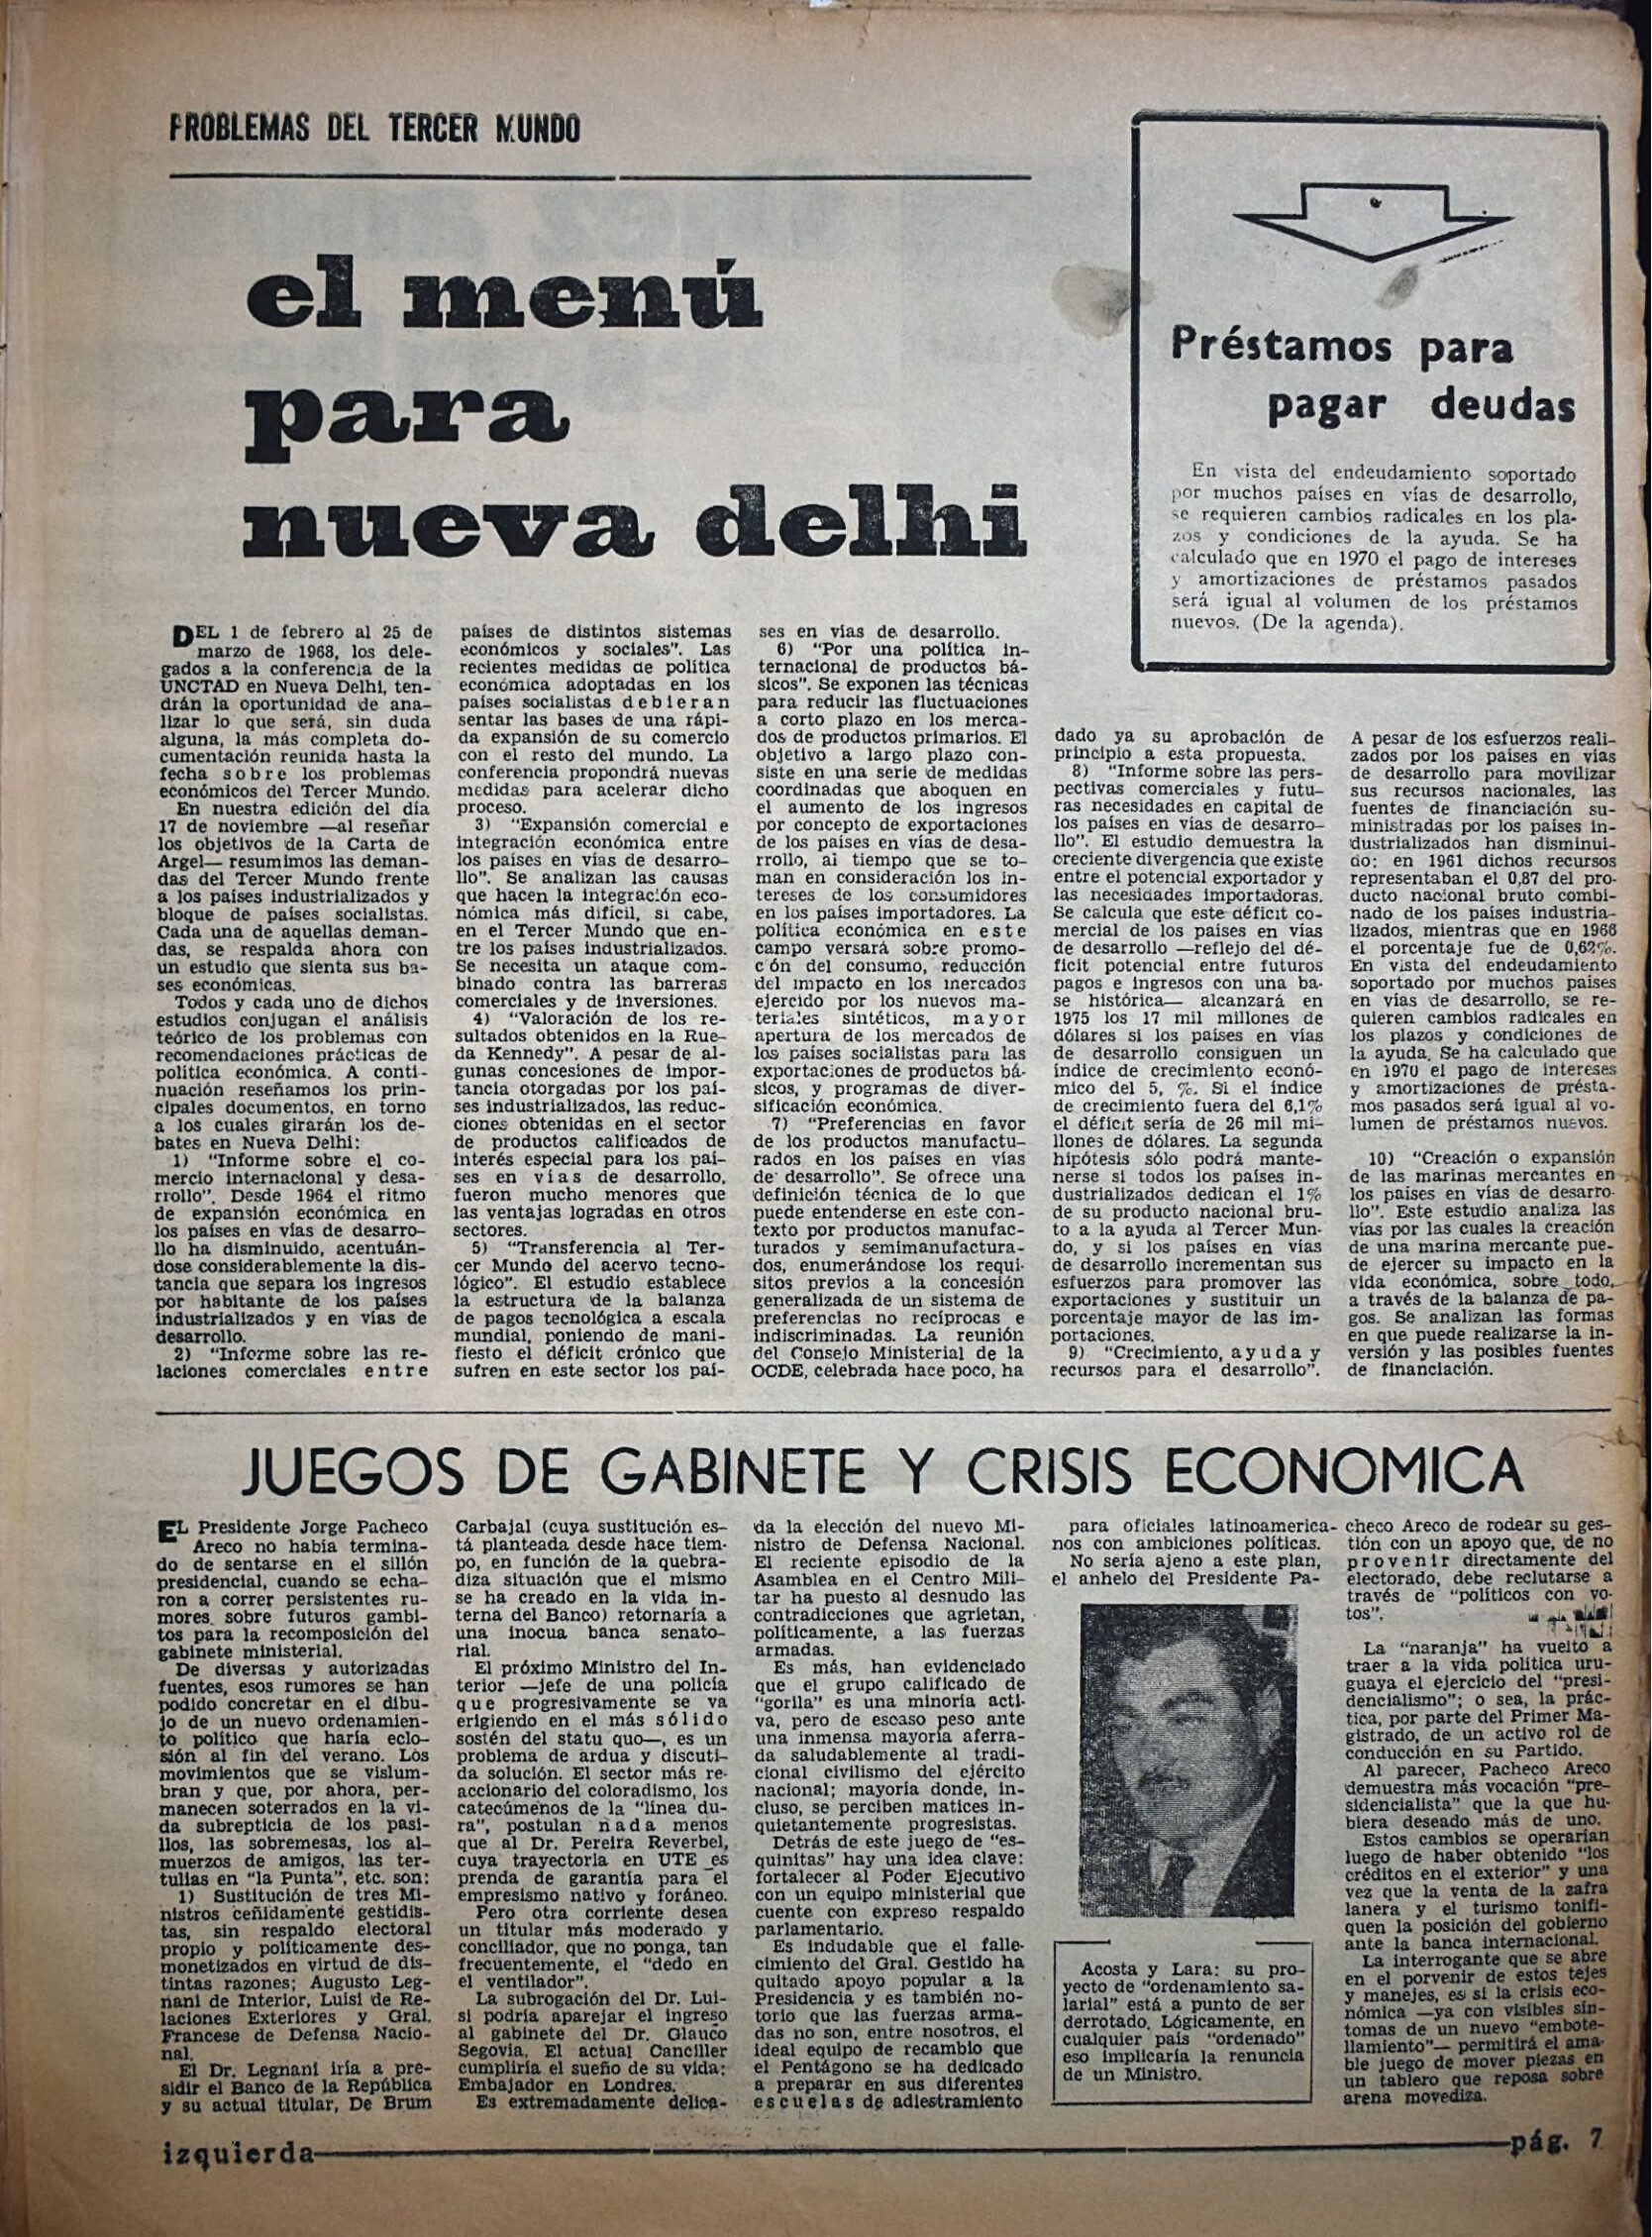 PROBLEMAS DEL TERCER MUNDO
el menú
para
nueva delhi
Préstamos para
pagar deudas
En vista del endeudamiento soportado
por muchos países en vías de desarrollo,
se requieren cambios radicales en los pla-
zos y condiciones de la ayuda. Se ha
calculado que en 1970 el pago de intereses
y amortizaciones de préstamos pasados
será igual al volumen de los préstamos
nuevos. (De la agenda).
DEL 1 de febrero al 25 de
marzo de 1968, los dele-
gados a la conferencia de la
UNCTAD en Nueva Delhi, ten-
drán la oportunidad de ana-
lizar lo que será, sin duda
alguna, la más completa do-
cumentación reunida hasta la
fecha sobre los problemas
económicos del Tercer Mundo.
En nuestra edición del día
17 de noviembre —al reseñar
los objetivos de la Carta de
Argel— resumimos las deman-
das del Tercer Mundo frente
a los países industrializados y
bloque de países socialistas.
Cada una de aquellas deman-
das, se respalda ahora con
un estudio que sienta sus ba-
ses económicas.
Todos y cada uno de dichos
estudios conjugan el análisis
teórico de los problemas con
recomendaciones prácticas de
política económica. A conti-
nuación reseñamos los prin-
cipales documentos, en torno
a los cuales girarán los de-
bates en Nueva Delhi:
1) "Informe sobre el co-
mercio internacional y desa-
rrollo". Desde 1964 el ritmo
de expansión económica en
los países en vías de desarro-
llo ha disminuido, acentuán-
dose considerablemente la dis-
tancia que separa los ingresos
por habitante de los países
industrializados y en vías de
desarrollo.
2) "Informe sobre las re-
laciones comerciales entre
países de distintos sistemas
económicos y sociales". Las
recientes medidas de política
económica adoptadas en los
países socialistas debieran
sentar las bases de una rápi-
da expansión de su comercio
con el resto del mundo. La
conferencia propondrá nuevas
medidas para acelerar dicho
proceso.
3) "Expansión comercial e
integración económica entre
los países en vías de desarro-
llo". Se analizan las causas
que hacen la integración eco-
nómica más difícil, si cabe,
en el Tercer Mundo que en-
tre los países industrializados.
Se necesita un ataque com-
binado contra las barreras
comerciales y de inversiones.
4) "Valoración de los re-
sultados obtenidos en la Rue-
da Kennedy". A pesar de al-
gunas concesiones de impor-
tancia otorgadas por los paí-
ses industrializados, las reduc-
ciones obtenidas en el sector
de productos calificados de
interés especial para los paí-
ses en vías de desarrollo,
fueron mucho menores que
las ventajas logradas en otros
sectores.
5) "Transferencia al Ter-
cer Mundo del acervo tecno-
lógico". El estudio establece
la estructura de la balanza
de pagos tecnológica a escala
mundial, poniendo de mani-
fiesto el déficit crónico que
sufren en este sector los paí-
ses en vías de desarrollo.
6) "Por una política in-
ternacional de productos bá-
sicos". Se exponen las técnicas
para reducir las fluctuaciones
a corto plazo en los merca-
dos de productos primarios. El
objetivo a largo plazo con-
siste en una serie de medidas
coordinadas que aboquen en
el aumento de los ingresos
por concepto de exportaciones
de los países en vías de desa-
rrollo, al tiempo que se to-
man en consideración los in-
tereses de los consumidores
en los países importadores. La
política económica en este
campo versará sobre promo-
c ón del consumo, reducción
del impacto en los mercados
ejercido por los nuevos ma-
teriales sintéticos, mayor
apertura de los mercados de
los países socialistas para las
exportaciones de productos bá-
sicos, y programas de diver-
sificación económica.
7) "Preferencias en favor
de los productos manufactu-
rados en los países en vías
de desarrollo". Se ofrece una
definición técnica de lo que
puede entenderse en este con-
texto por productos manufac-
turados y semimanufactura-
dos, enumerándose los requi-
sitos previos a la concesión
generalizada de un sistema de
preferencias no recíprocas e
indiscriminadas. La reunión
del Consejo Ministerial de la
OCDE, celebrada hace poco, ha
dado ya su aprobación de
principio a esta propuesta.
8) "Informe sobre las pers-
pectivas comerciales y futu-
ras necesidades en capital de
los países en vías de desarro-
llo". El estudio demuestra la
creciente divergencia que existe
entre el potencial exportador y
las necesidades importadoras.
Se calcula que este déficit co-
mercial de los países en vías
de desarrollo —reflejo del dé-
ficit potencial entre futuros
pagos e ingresos con una ba-
se histórica— alcanzará en
1975 los 17 mil millones de
dólares si los países en vías
de desarrollo consiguen un
índice de crecimiento econó-
mico del 5, %. Si el índice
de crecimiento fuera del 6,1%
el déficit sería de 26 mil mi-
llones de dólares. La segunda
hipótesis sólo podrá mante-
nerse si todos los países in-
dustrializados dedican el 1%
de su producto nacional bru-
to a la ayuda al Tercer Mun-
do, y si los países en vías
de desarrollo incrementan sus
esfuerzos para promover las
exportaciones y sustituir un
porcentaje mayor de las im-
portaciones.
9) "Crecimiento, ayuda y
recursos para el desarrollo".
A pesar de los esfuerzos reali-
zados por los países en vías
de desarrollo para movilizar
sus recursos nacionales, las
fuentes de financiación su-
ministradas por los países in-
dustrializados han disminui-
do: en 1961 dichos recursos
representaban el 0,87 del pro-
ducto nacional bruto combi-
nado de los países industria-
lizados, mientras que en 1966
el porcentaje fue de 0,62%.
En vista del endeudamiento
soportado por muchos países
en vías de desarrollo, se re-
quieren cambios radicales en
los plazos y condiciones de
la ayuda. Se ha calculado que
en 1970 el pago de intereses
y amortizaciones de présta-
mos pasados será igual al vo-
lumen de préstamos nuevos.
10) "Creación o expansión
de las marinas mercantes en
los países en vías de desarro-
llo". Este estudio analiza las
vías por las cuales la creación
de una marina mercante pue-
de ejercer su impacto en la
vida económica, sobre todo,
a través de la balanza de pa-
gos. Se analizan las formas
en que puede realizarse la in-
versión y las posibles fuentes
de financiación.
JUEGOS DE GABINETE Y CRISIS ECONOMICA
EL Presidente Jorge Pacheco
Areco no había termina-
do de sentarse en el sillón
presidencial, cuando se echa-
ron a correr persistentes ru-
mores sobre futuros gambi-
tos para la recomposición del
gabinete ministerial.
De diversas y autorizadas
fuentes, esos rumores se han
podido concretar en el dibu-
jo de un nuevo ordenamien-
to político que haría eclo-
sión al fin del verano. Los
movimientos que se vislum-
bran y que, por ahora, per-
manecen soterrados en la vi-
da subrepticia de los pasi-
llos, las sobremesas, los al-
muerzos de amigos, las ter-
tulias en "la Punta", etc. son:
1) Sustitución de tres Mi-
nistros ceñidamente gestidis-
tas, sin respaldo electoral
propio y políticamente des-
monetizados en virtud de dis-
tintas razones: Augusto Leg-
nani de Interior, Luisi de Re-
laciones Exteriores y Gral.
Francese de Defensa Nacio-
nal.
El Dr. Legnani iría a pre-
sidir el Banco de la República
y su actual titular, De Brum
Carbajal (cuya sustitución es-
tá planteada desde hace tiem-
po, en función de la quebra-
diza situación que el mismo
se ha creado en la vida in-
terna del Banco) retornaría a
una inocua banca senato-
rial.
El próximo Ministro del In-
terior —jefe de una policía
que progresivamente se va
erigiendo en el más sólido
sostén del statu quo—, es un
problema de ardua y discuti-
da solución. El sector más re-
accionario del coloradismo, los
catecúmenos de la "línea du-
ra", postulan nada menos
que al Dr. Pereira Reverbel,
cuya trayectoria en UTE es
prenda de garantía para el
empresismo nativo y foráneo.
Pero otra corriente desea
un titular más moderado y
conciliador, que no ponga, tan
frecuentemente, el "dedo en
el ventilador".
La subrogación del Dr. Lui-
si podría aparejar el ingreso
al gabinete del Dr. Glauco
Segovia. El actual Canciller
cumpliría el sueño de su vida:
Embajador en Londres.
Es extremadamente delica-
da la elección del nuevo Mi-
nistro de Defensa Nacional.
El reciente episodio de la
Asamblea en el Centro Mili-
tar ha puesto al desnudo las
contradicciones que agrietan,
políticamente, a las fuerzas
armadas.
Es más, han evidenciado
que el grupo calificado de
"gorila" es una minoría acti-
va, pero de escaso peso ante
una inmensa mayoría aferra-
da saludablemente al tradi-
cional civilismo del ejército
nacional; mayoría donde, in-
cluso, se perciben matices in-
quietantemente progresistas.
Detrás de este juego de "es-
quinitas" hay una idea clave:
fortalecer al Poder Ejecutivo
con un equipo ministerial que
cuente con expreso respaldo
parlamentario.
Es indudable que el falle-
cimiento del Gral. Gestido ha
quitado apoyo popular a la
Presidencia y es también no-
torio que las fuerzas arma-
das no son, entre nosotros, el
ideal equipo de recambio que
el Pentágono se ha dedicado
a preparar en sus diferentes
escuelas de adiestramiento
para oficiales latinoamerica-
nos con ambiciones políticas.
No sería ajeno a este plan,
el anhelo del Presidente Pa-
checo Areco de rodear su ges-
tión con un apoyo que, de no
provenir directamente del
electorado, debe reclutarse a
través de "políticos con vo-
tos".
La "naranja" ha vuelto a
traer a la vida política uru-
guaya el ejercicio del "presi-
dencialismo"; o sea, la prác-
tica, por parte del Primer Ma-
gistrado, de un activo rol de
conducción en su Partido.
Al parecer, Pacheco Areco
demuestra más vocación "pre-
sidencialista" que la que hu-
biera deseado más de uno.
Estos cambios se operarían
luego de haber obtenido "los
créditos en el exterior" y una
vez que la venta de la zafra
lanera y el turismo tonifi-
quen la posición del gobierno
ante la banca internacional.
La interrogante que se abre
en el porvenir de estos tejes
y manejes, es si la crisis eco-
nómica —ya con visibles sín-
tomas de un nuevo "embote-
llamiento"— permitirá el ama-
ble juego de mover piezas en
un tablero que reposa sobre
arena movediza.
Acosta y Lara: su pro-
yecto de "ordenamiento sa-
larial" está a punto de ser
derrotado. Lógicamente, en
cualquier país "ordenado"
eso implicaría la renuncia
de un Ministro.
izquierda
pág. 7